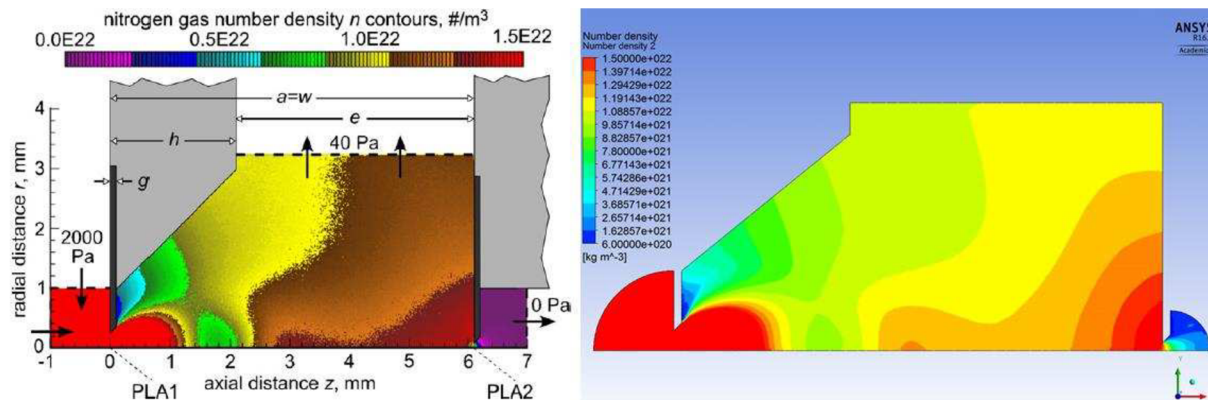 nitrogen gas number density n contours, #/m³
0.0E22 0.5E22 1.0E22 1.5E22
a=w
e
h
40 Pa
g
2000
Pa
0 Pa
radial distance r, mm
4
3
2
1
0
-1 0 1 2 3 4 5 6 7
PLA1 axial distance z, mm PLA2
Number density
Number density 2
1.50000e+022
1.39714e+022
1.29429e+022
1.19143e+022
1.08857e+022
9.85714e+021
8.82857e+021
7.80000e+021
6.77143e+021
5.74286e+021
4.71429e+021
3.68571e+021
2.65714e+021
1.62857e+021
6.00000e+020
[kg m^-3]
ANSYS
R16.
Academic